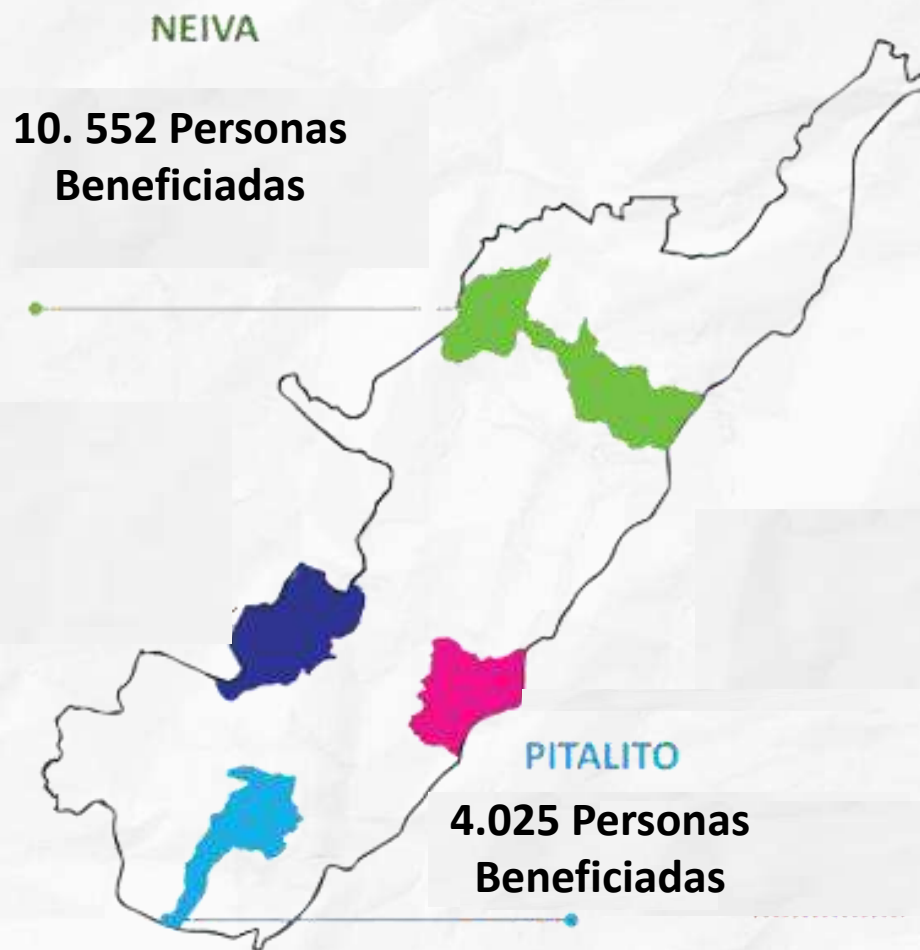 NEIVA
10. 552 Personas
Beneficiadas
PITALITO
4.025 Personas
Beneficiadas